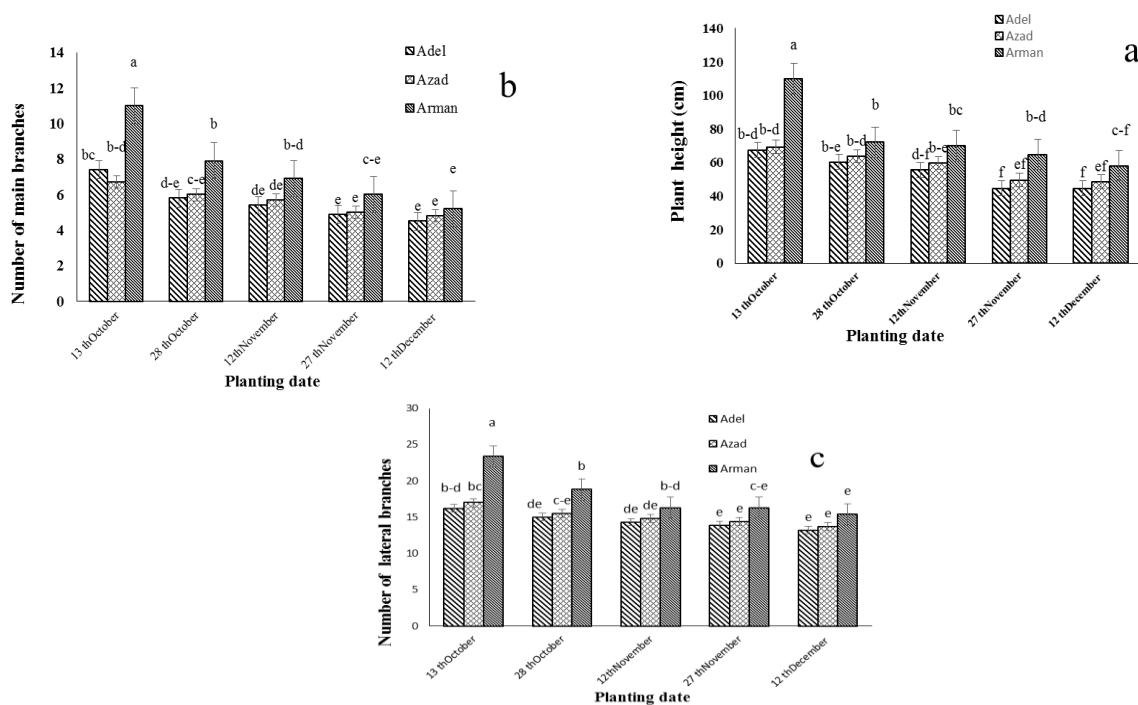 14
12
10
8
6
4
2
0
Number of main branches
Adel
Azad
Arman
b
bc b-d a
d-e c-e b
de de b-d
e e c-e
e e e
13 thOctober
28 thOctober
12thNovember
27 thNovember
12 thDecember
Planting date
140
120
100
80
60
40
20
0
Plant height (cm)
Adel
Azad
Arman
a
b-d b-d a
b-e b-d b
d-f b-e bc
f ef b-d
f ef c-f
13 thOctober
28 thOctober
12thNovember
27 thNovember
12 thDecember
Planting date
30
25
20
15
10
5
0
Number of lateral branches
Adel
Azad
Arman
c
b-d bc a
de c-e b
de de b-d
e e c-e
e e e
13 thOctober
28 thOctober
12thNovember
27 thNovember
12 thDecember
Planting date